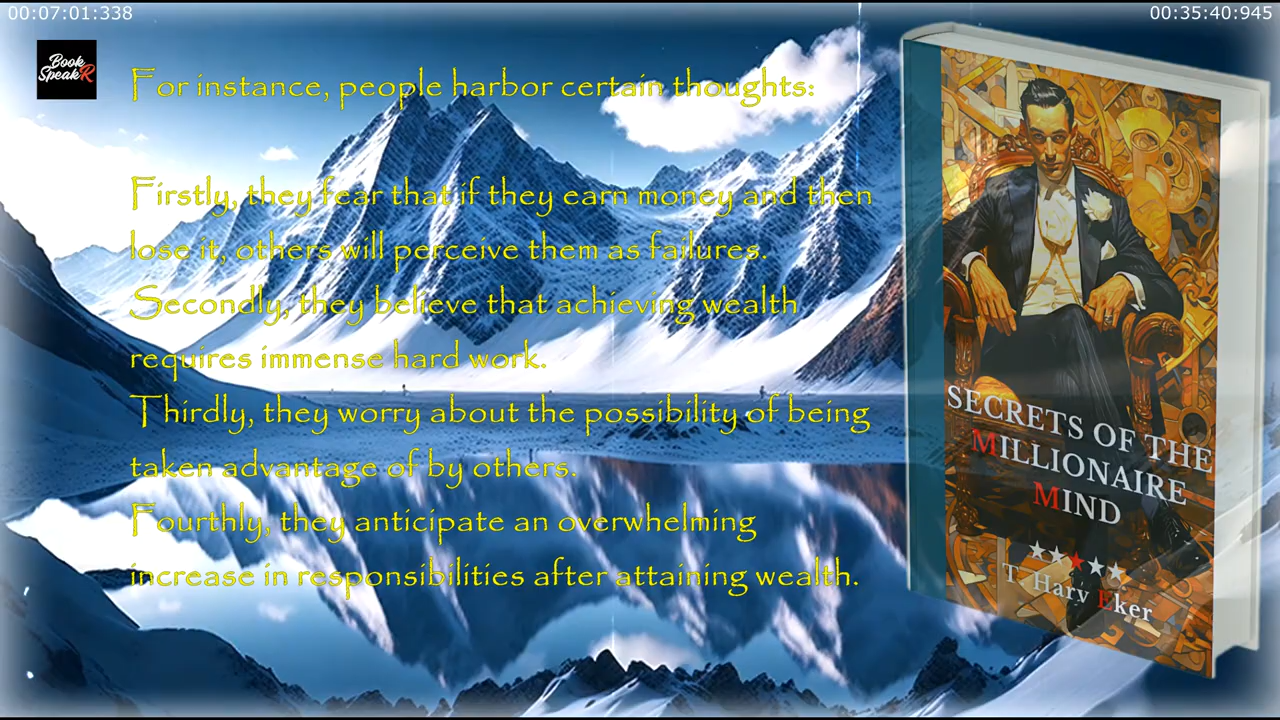 00:07:01:338
00:35:40:945
Book
SpeakR
For instance, people harbor certain thoughts:
Firstly, they fear that if they earn money and then
lose it, others will perceive them as failures.
Secondly, they believe that achieving wealth
requires immense hard work.
Thirdly, they worry about the possibility of being
taken advantage of by others.
Fourthly, they anticipate an overwhelming
increase in responsibilities after attaining wealth.
SECRETS OF THE
MILLIONAIRE
MIND
T. Harv Eker